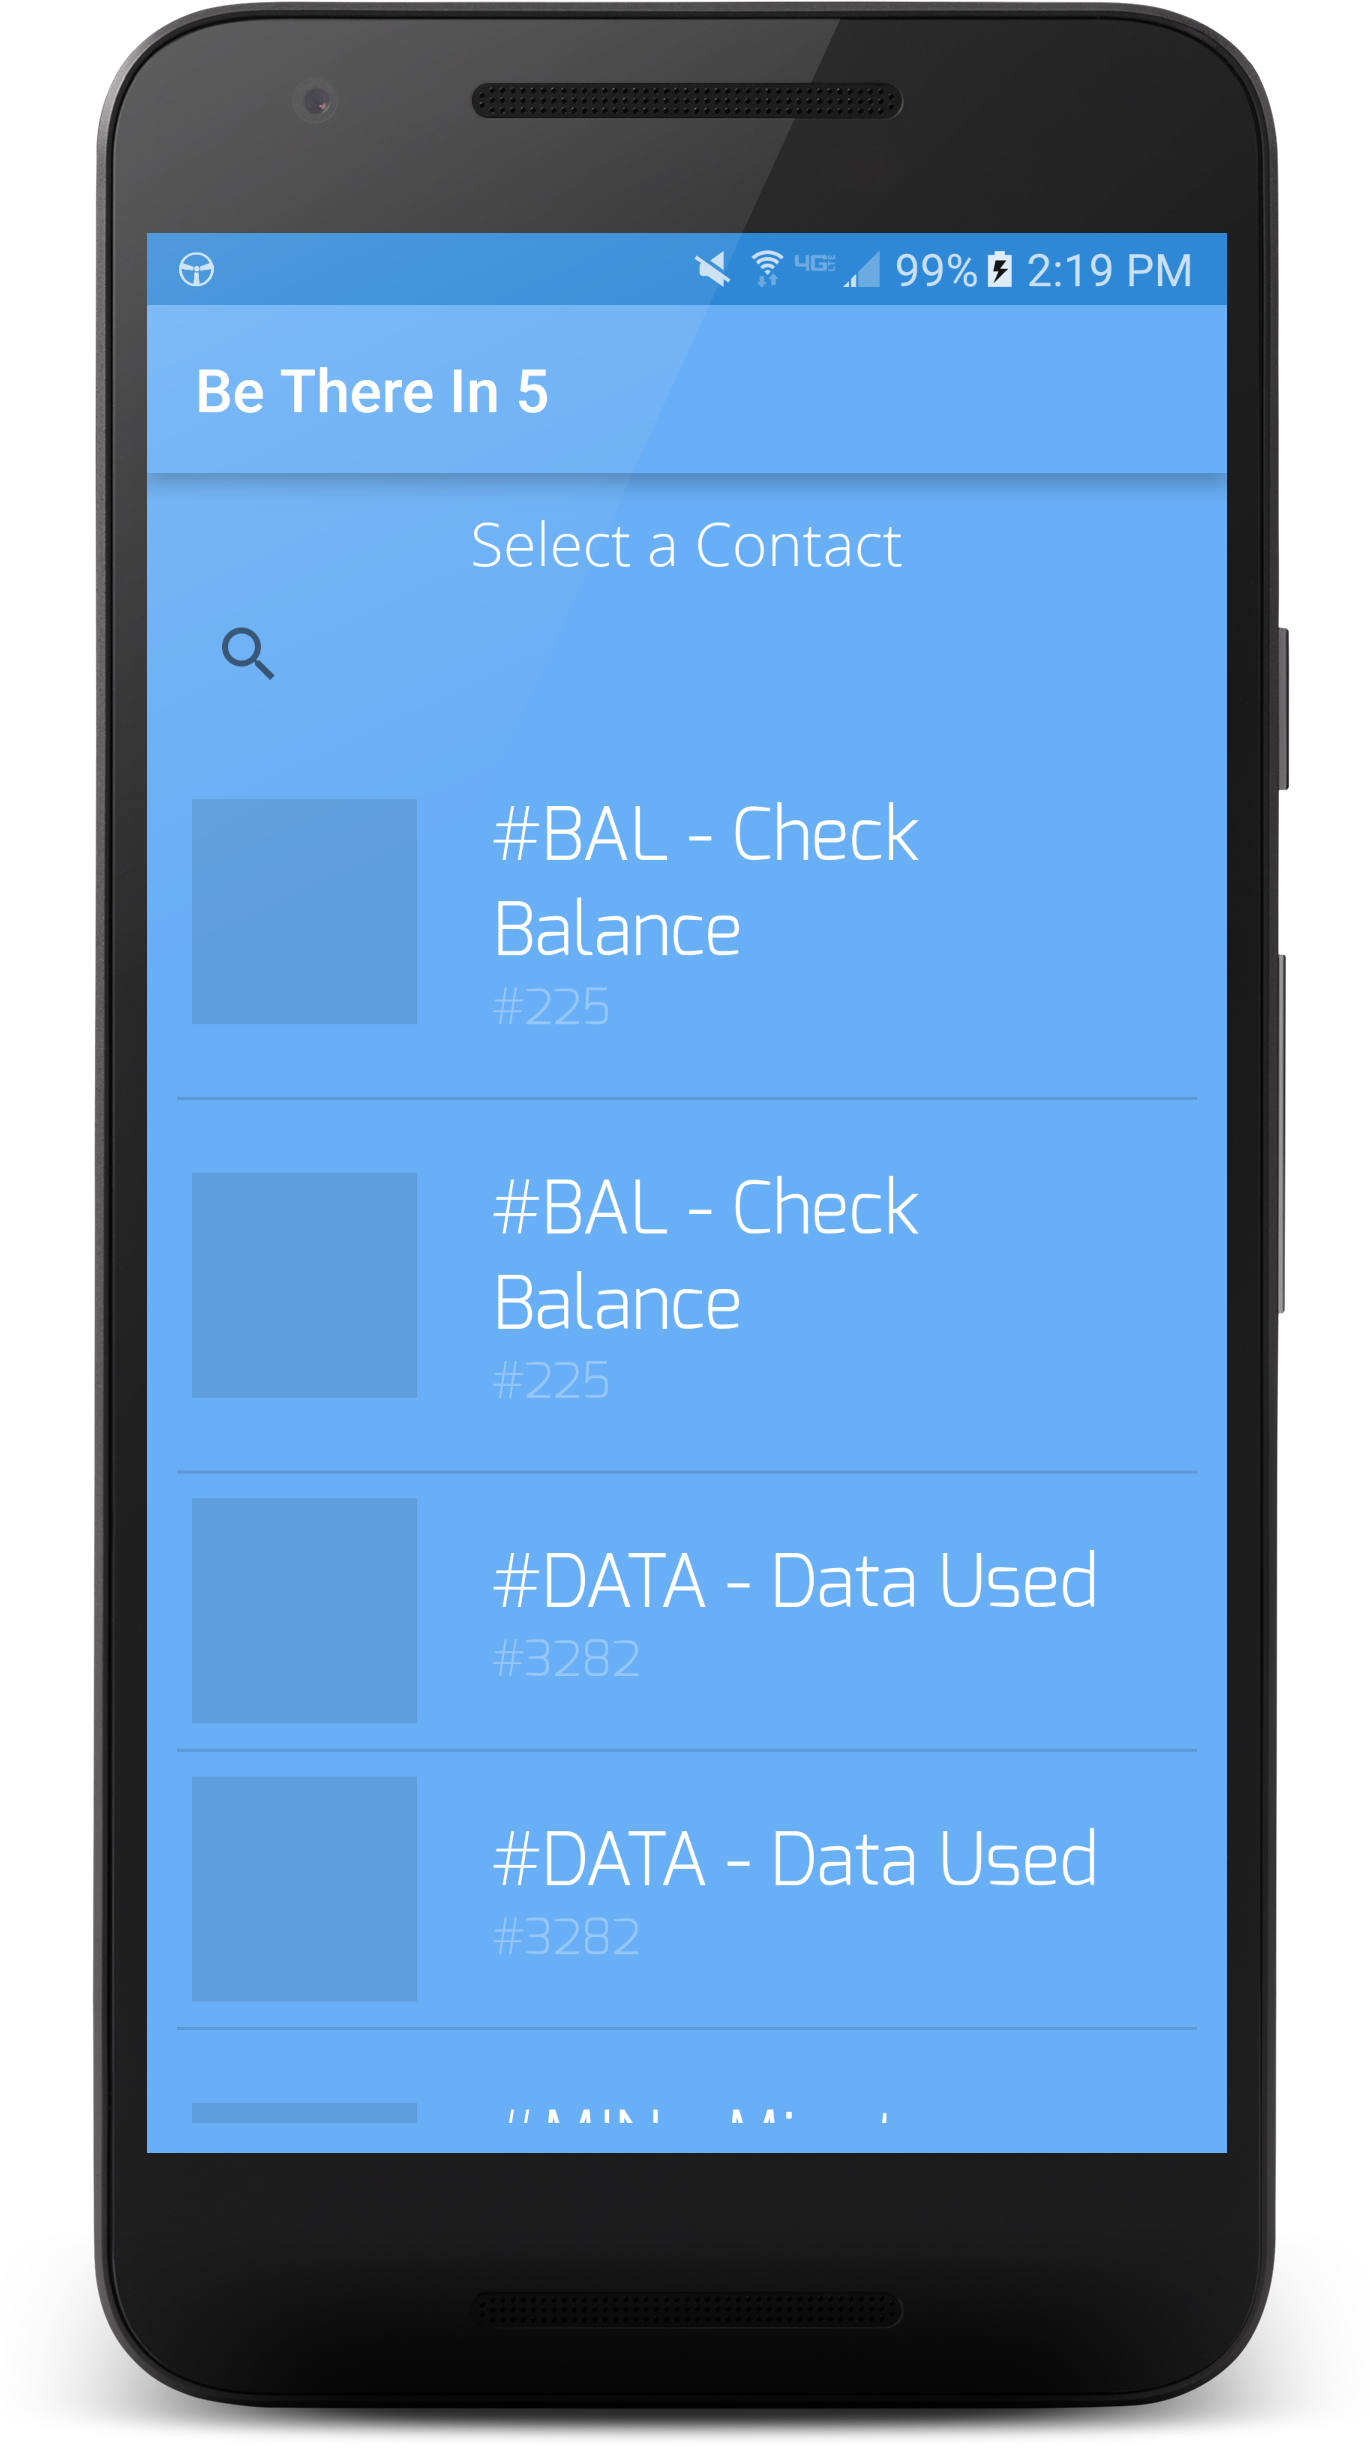 4G LTE 99% 2:19 PM
Be There In 5
Select a Contact
#BAL - Check
Balance
#225
#BAL - Check
Balance
#225
#DATA - Data Used
#3282
#DATA - Data Used
#3282